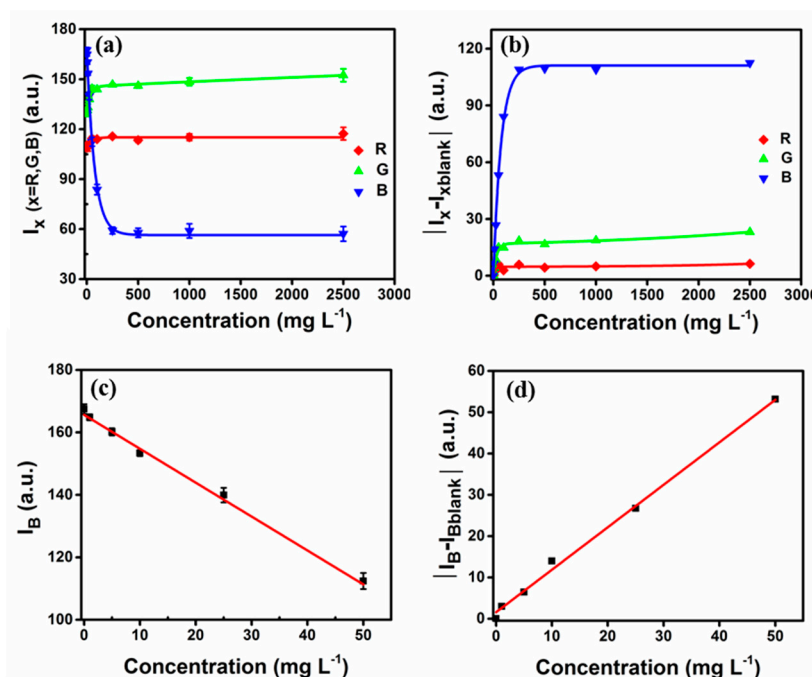 (a)
I x (x=R,G,B) (a.u.)
180
150
120
90
60
30
R
G
B
0 500 1000 1500 2000 2500 3000
Concentration (mg L-1)
(b)
| Ix-Ixblank | (a.u.)
120
90
60
30
0
R
G
B
0 500 1000 1500 2000 2500 3000
Concentration (mg L-1)
(c)
IB (a.u.)
180
160
140
120
100
0 10 20 30 40 50
Concentration (mg L-1)
(d)
| IB-IBblank | (a.u.)
60
50
40
30
20
10
0
0 10 20 30 40 50
Concentration (mg L-1)